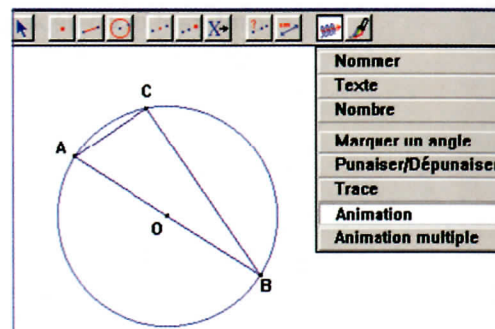 Nommer
Texte
Nombre
Marquer un angle
Punaiser/Dépunaiser
Trace
Animation
Animation multiple
C
A
O
B